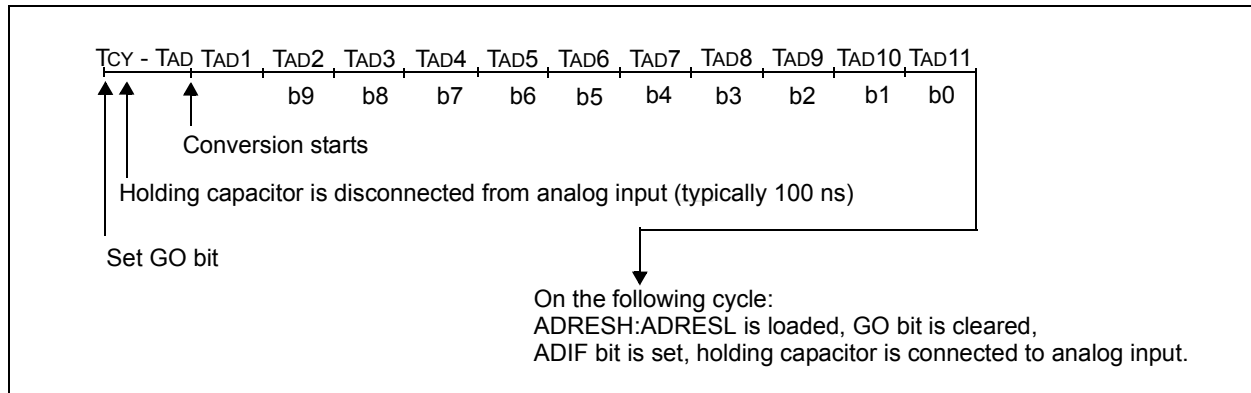 TCY - TAD TAD1 TAD2 TAD3 TAD4 TAD5 TAD6 TAD7 TAD8 TAD9 TAD10 TAD11
b9 b8 b7 b6 b5 b4 b3 b2 b1 b0
Conversion starts
Holding capacitor is disconnected from analog input (typically 100 ns)
Set GO bit
On the following cycle:
ADRESH:ADRESL is loaded, GO bit is cleared,
ADIF bit is set, holding capacitor is connected to analog input.